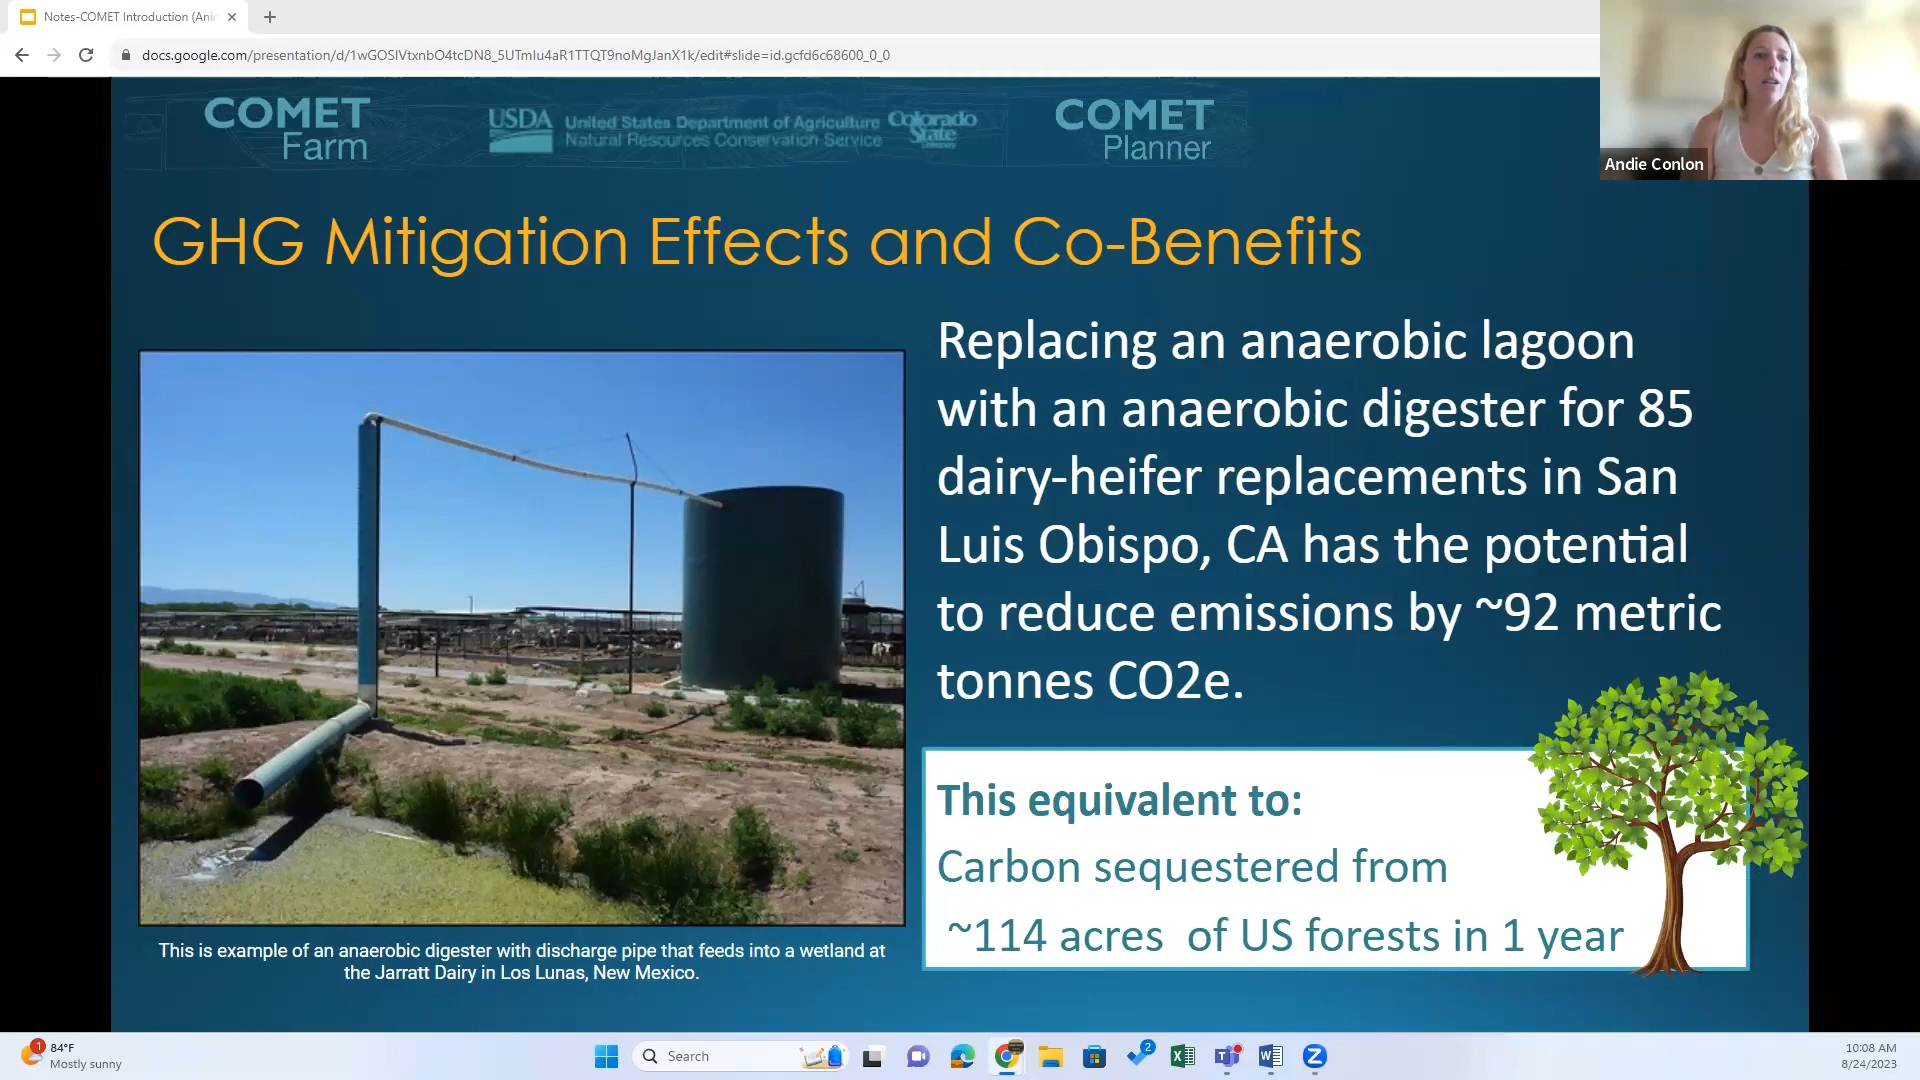 Notes-COMET Introduction (Anin
docs.google.com/presentation/d/1wGOSlVtxnbO4tcDN8_5UTmlu4aR1TTQT9noMgJanX1k/edit#slide=id.gcfd6c68600_0_0
COMET
Farm
USDA
United States Department of Agriculture
Natural Resources Conservation Service
Colorado
State
University
COMET
Planner
Andie Conlon
GHG Mitigation Effects and Co-Benefits
Replacing an anaerobic lagoon
with an anaerobic digester for 85
dairy-heifer replacements in San
Luis Obispo, CA has the potential
to reduce emissions by ~92 metric
tonnes CO2e.
This equivalent to:
Carbon sequestered from
~114 acres of US forests in 1 year
This is example of an anaerobic digester with discharge pipe that feeds into a wetland at
the Jarratt Dairy in Los Lunas, New Mexico.
1
84°F
Mostly sunny
Search
2
10:08 AM
8/24/2023